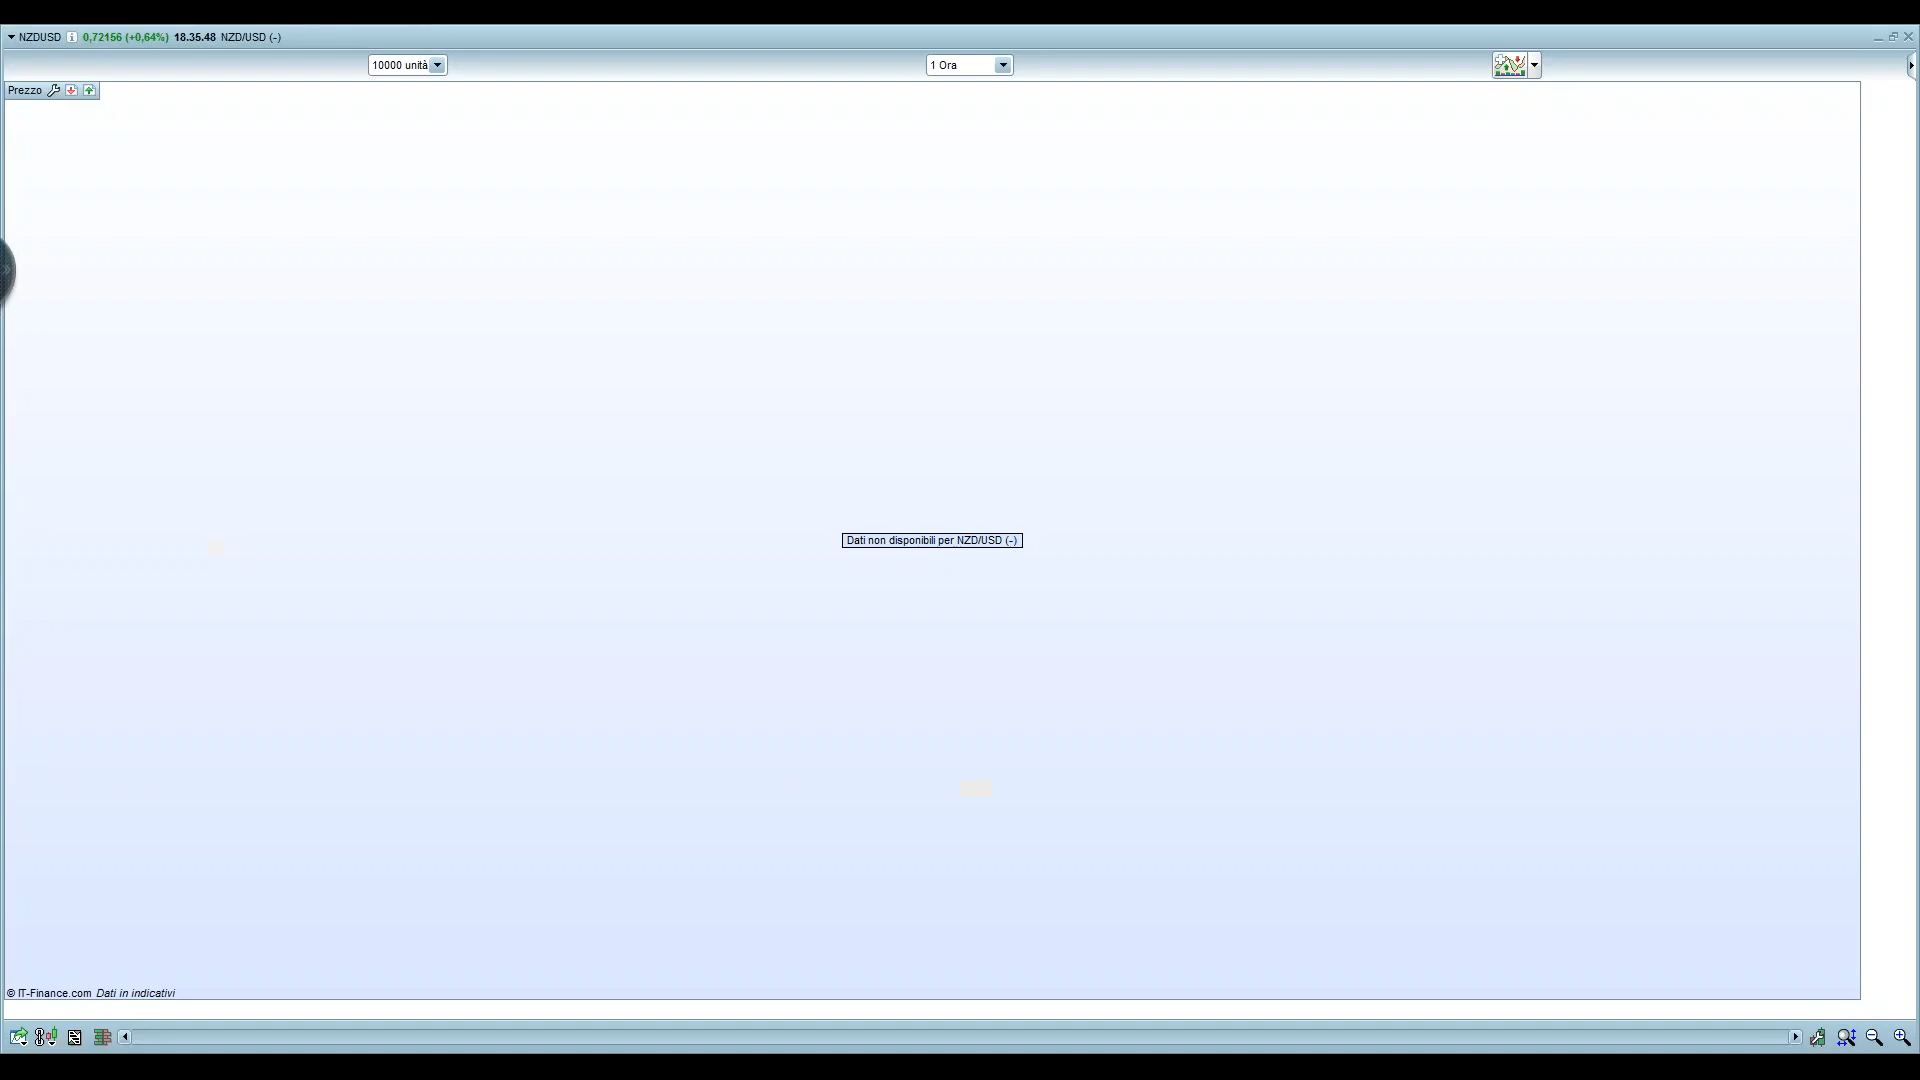 NZDUSD 0,72156 (+0,64%) 18.35.48 NZD/USD (-)
10000 unità 1 Ora
Prezzo
Dati non disponibili per NZD/USD (-)
© IT-Finance.com Dati in indicativi